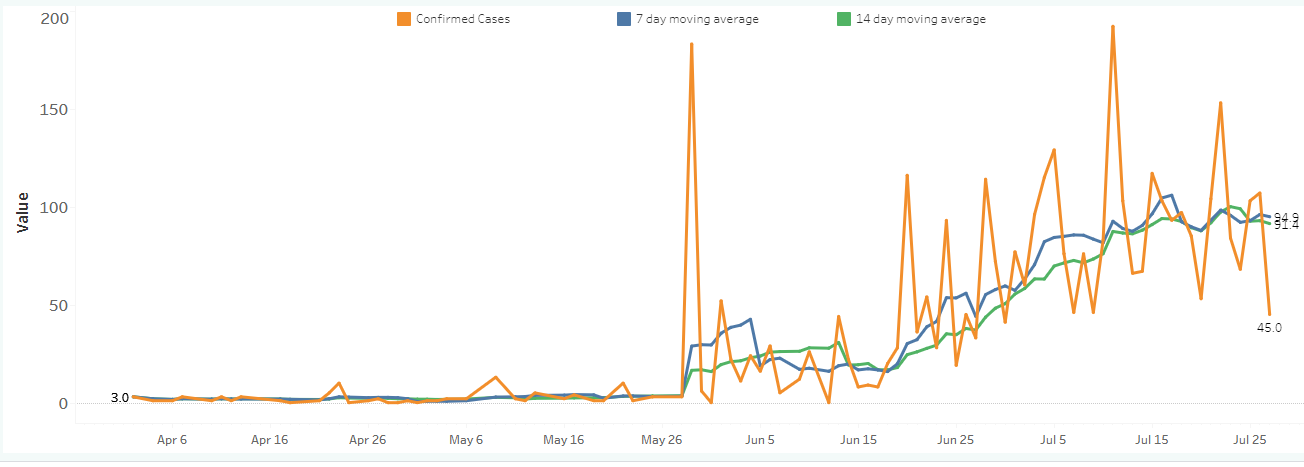 200
Confirmed Cases
7 day moving average
14 day moving average
150
100
50
0
Value
3.0
94.9
91.4
45.0
Apr 6
Apr 16
Apr 26
May 6
May 16
May 26
Jun 5
Jun 15
Jun 25
Jul 5
Jul 15
Jul 25